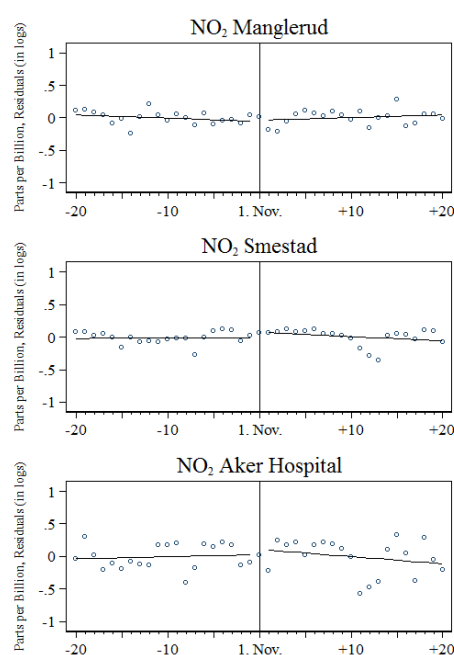 NO₂ Manglerud
Parts per Billion, Residuals (in logs)
1
.5
0
-.5
-1
-20 -10 1. Nov. +10 +20
NO₂ Smestad
Parts per Billion, Residuals (in logs)
1
.5
0
-.5
-1
-20 -10 1. Nov. +10 +20
NO₂ Aker Hospital
Parts per Billion, Residuals (in logs)
1
.5
0
-.5
-1
-20 -10 1. Nov. +10 +20